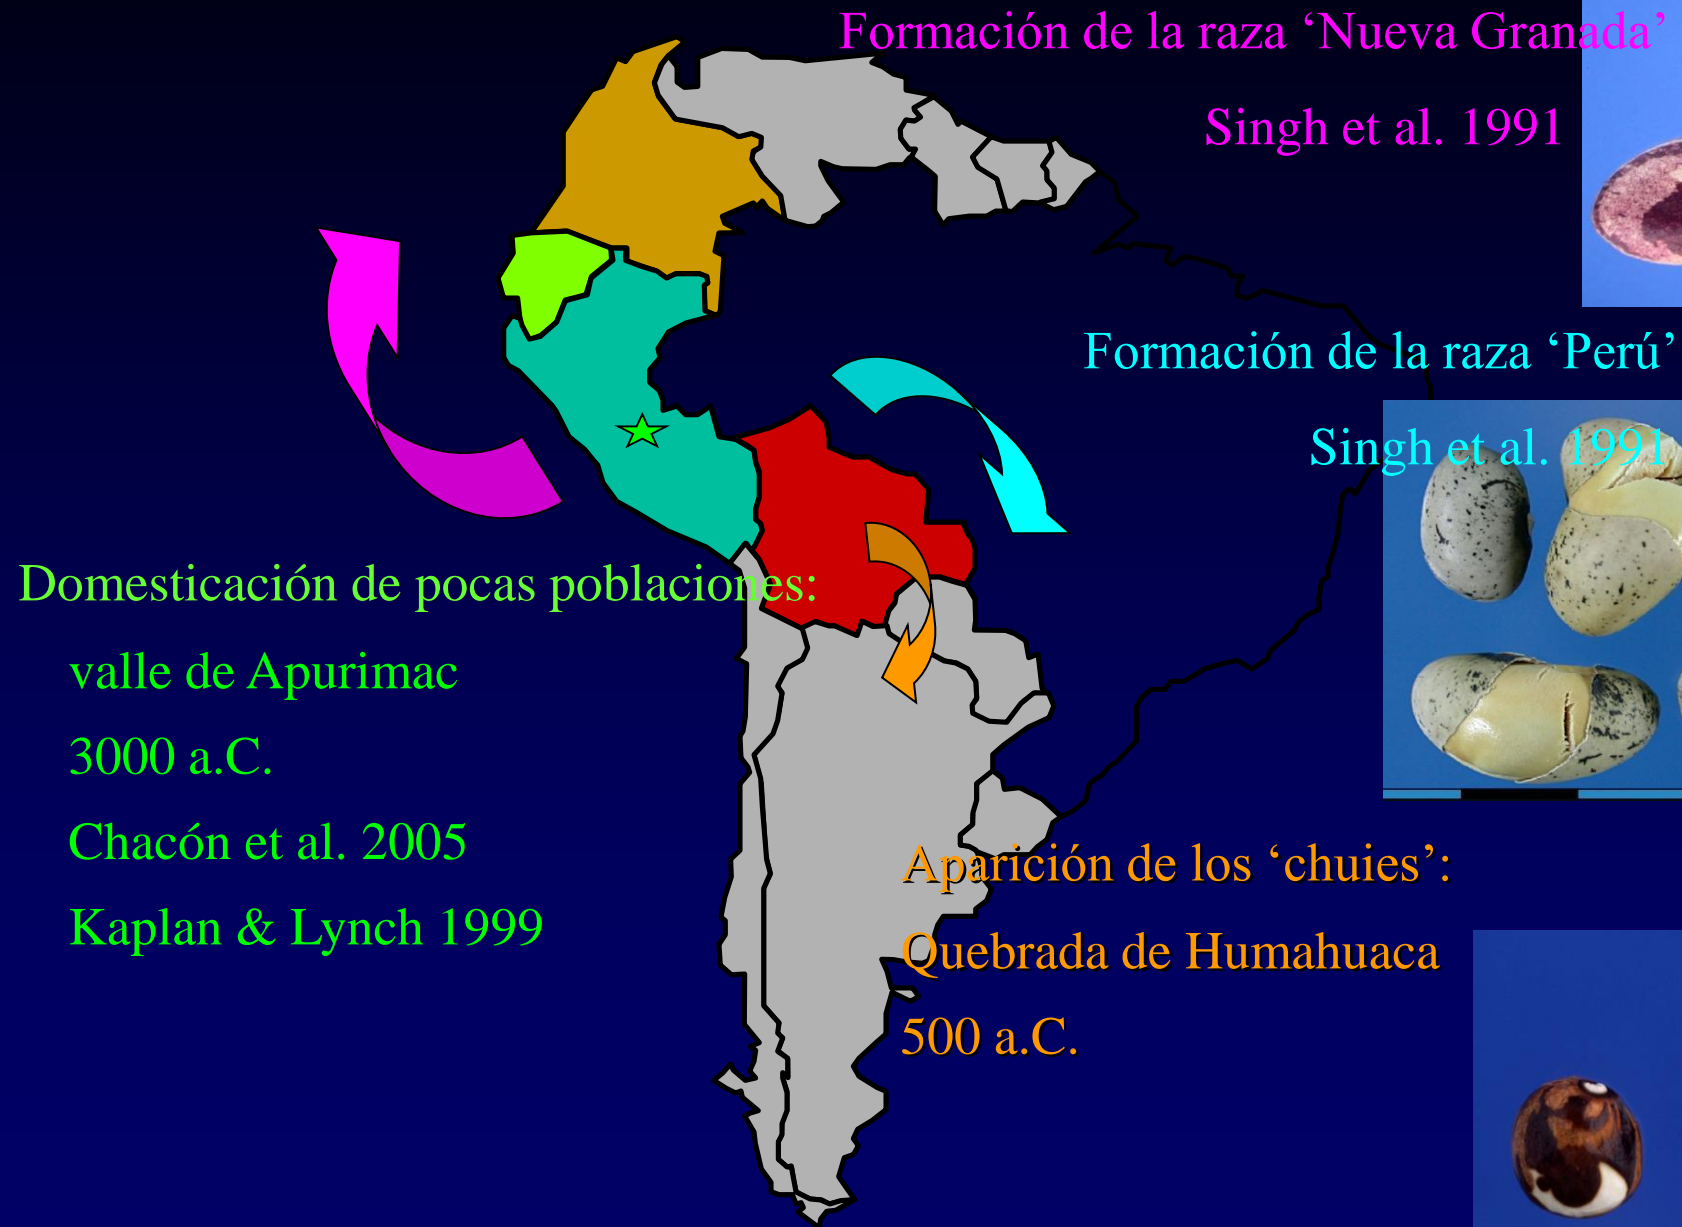 Formación de la raza ‘Nueva Granada’
Singh et al. 1991
Formación de la raza ‘Perú’
Singh et al. 1991
Domesticación de pocas poblaciones:
valle de Apurimac
3000 a.C.
Chacón et al. 2005
Kaplan & Lynch 1999
Aparición de los ‘chuies’:
Quebrada de Humahuaca
500 a.C.